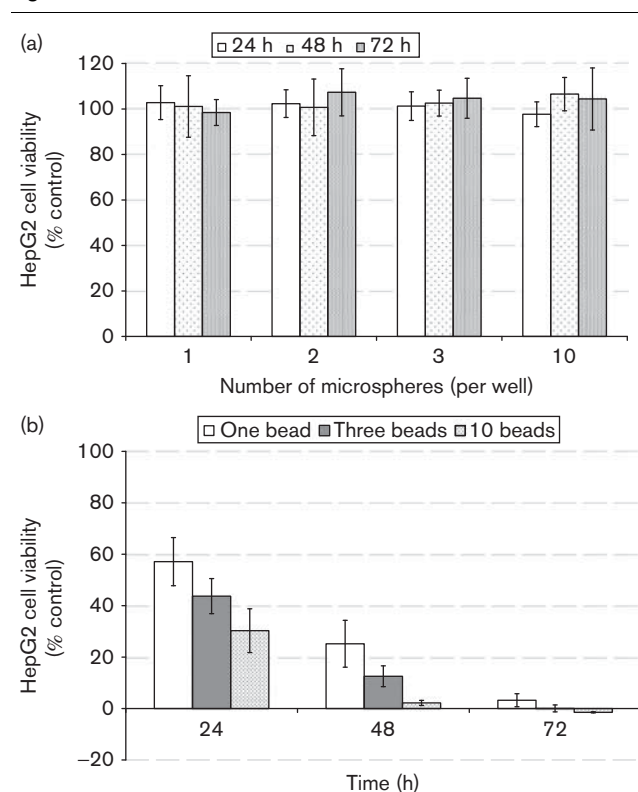 (a)
24 h 48 h 72 h
120
100
80
60
40
20
0
HepG2 cell viability
(% control)
1 2 3 10
Number of microspheres (per well)
(b)
One bead Three beads 10 beads
100
80
60
40
20
0
−20
HepG2 cell viability
(% control)
24 48 72
Time (h)